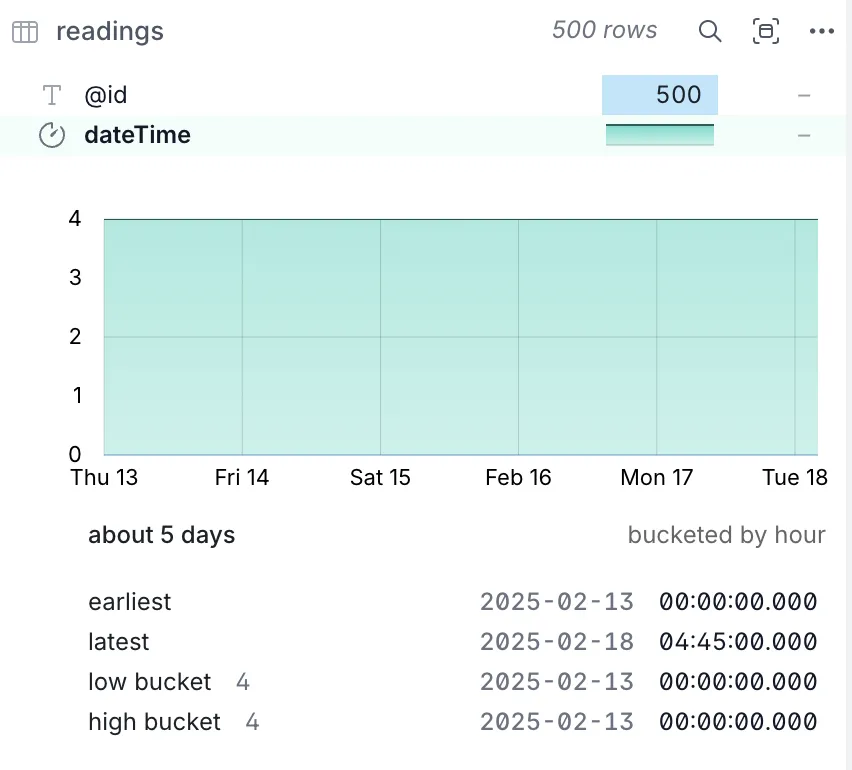 readings 500 rows
@id 500 –
dateTime –
4
3
2
1
0
Thu 13 Fri 14 Sat 15 Feb 16 Mon 17 Tue 18
about 5 days bucketed by hour
earliest 2025-02-13 00:00:00.000
latest 2025-02-18 04:45:00.000
low bucket 4 2025-02-13 00:00:00.000
high bucket 4 2025-02-13 00:00:00.000